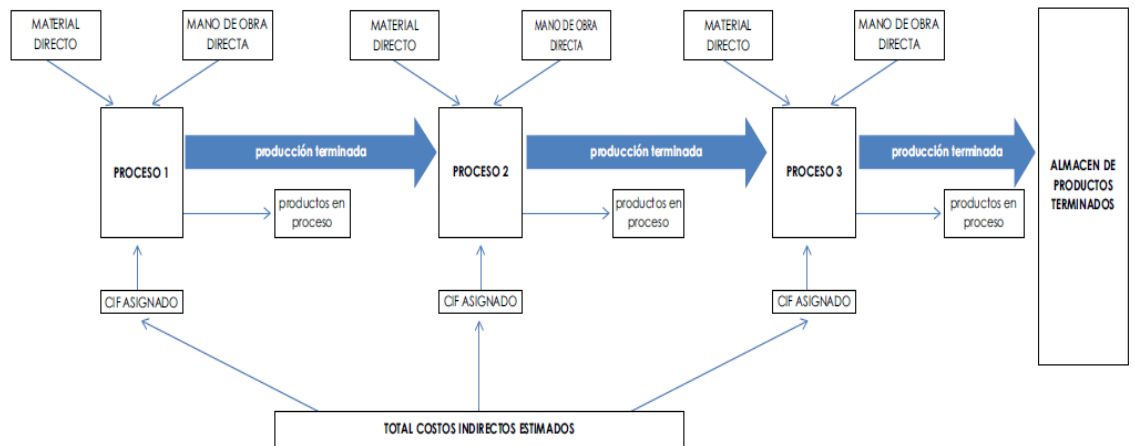 MATERIAL
DIRECTO
MANO DE OBRA
DIRECTA
MATERIAL
DIRECTO
MANO DE OBRA
DIRECTA
MATERIAL
DIRECTO
MANO DE OBRA
DIRECTA
PROCESO 1
producción terminada
PROCESO 2
producción terminada
PROCESO 3
producción terminada
ALMACEN DE
PRODUCTOS
TERMINADOS
productos en
proceso
productos en
proceso
productos en
proceso
CIF ASIGNADO
CIF ASIGNADO
CIF ASIGNADO
TOTAL COSTOS INDIRECTOS ESTIMADOS